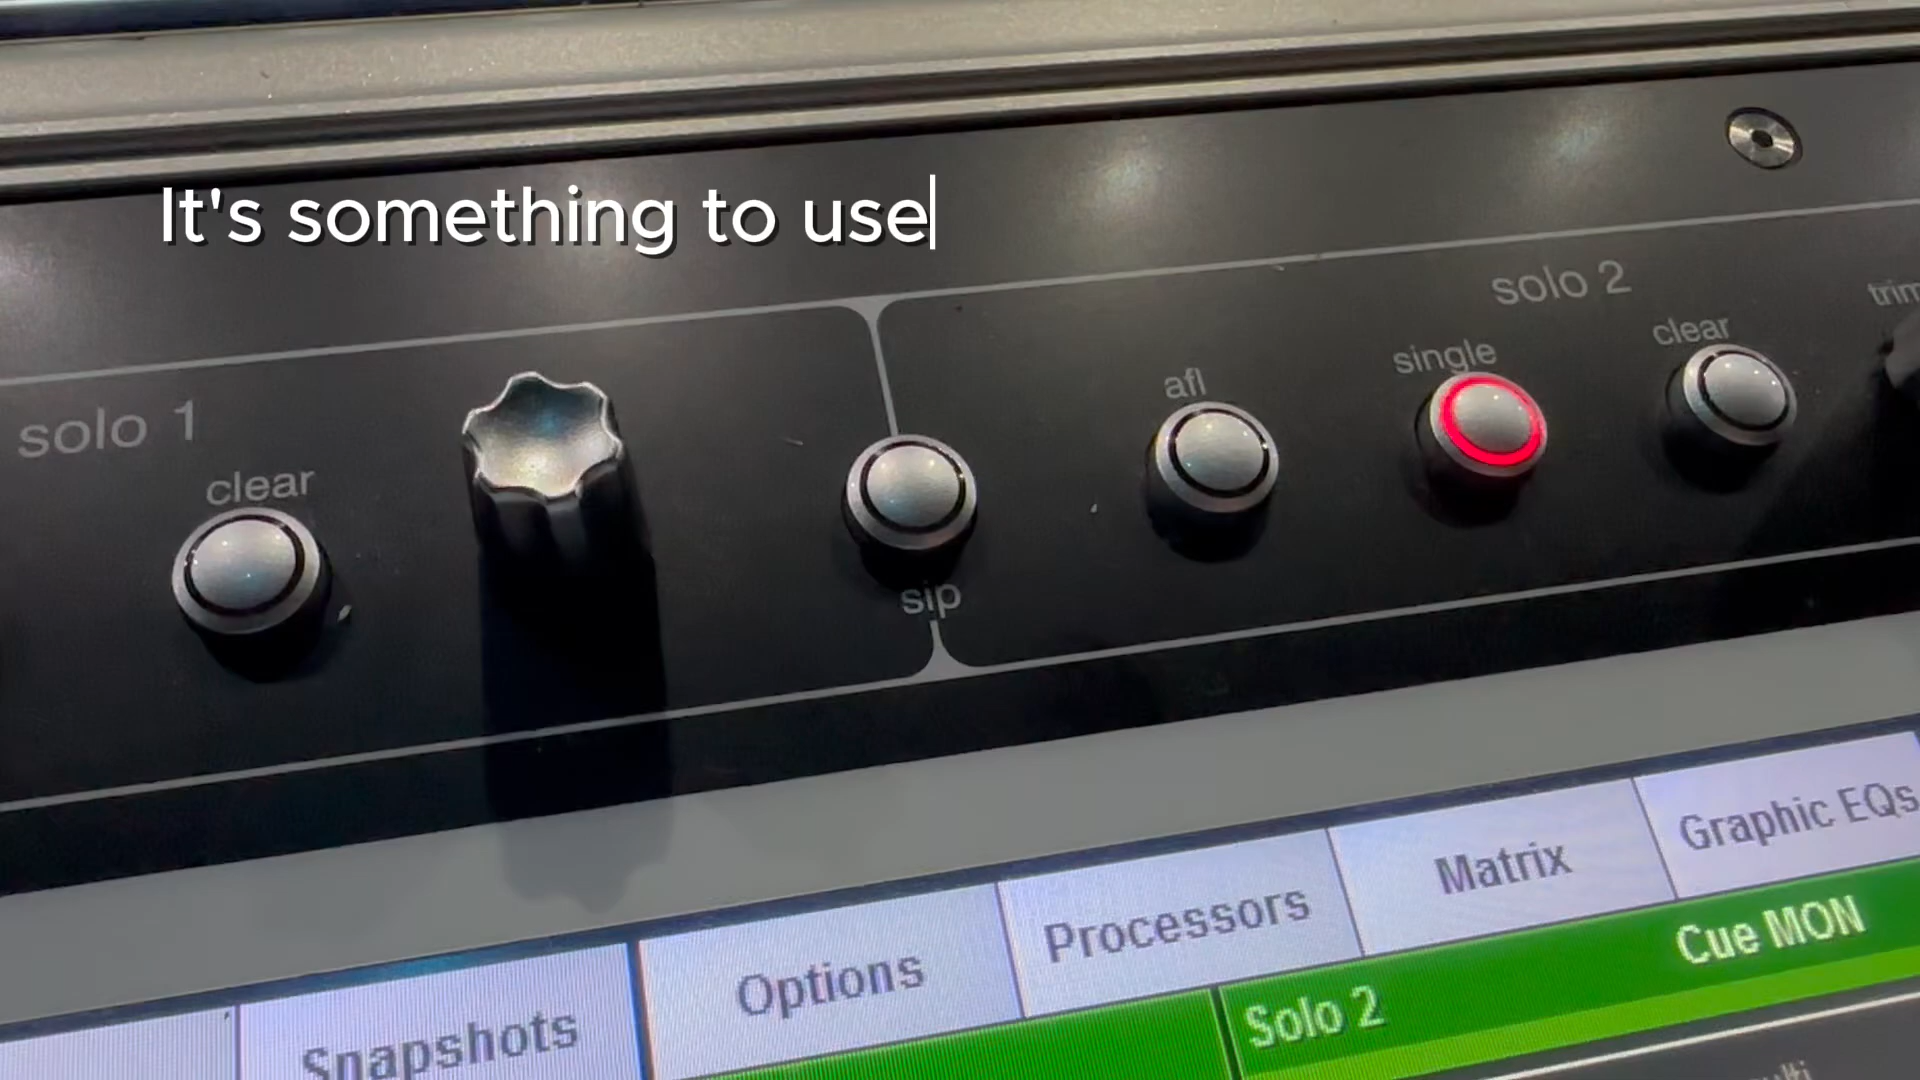 It's something to use
solo 2
trim
clear
single
afl
solo 1
clear
sip
Graphic EQs
Matrix
Processors
Options
Snapshots
Cue MON
Solo 2